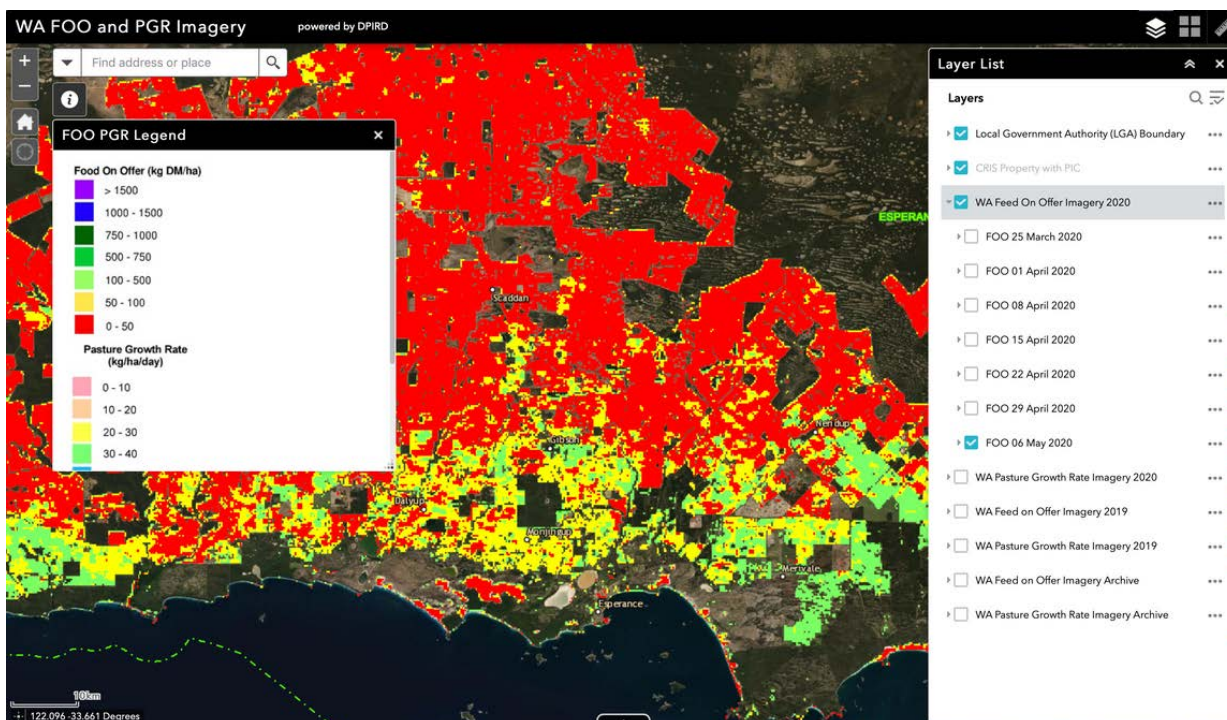 WA FOO and PGR Imagery
powered by DPIRD
Find address or place
FOO PGR Legend
Food On Offer (kg DM/ha)
> 1500
1000 - 1500
750 - 1000
500 - 750
100 - 500
50 - 100
0 - 50
Pasture Growth Rate
(kg/ha/day)
0 - 10
10 - 20
20 - 30
30 - 40
ESPERAN
Scaddan
Neridup
Gibson
Dalyup
Monjingup
Merivale
Esperance
10km
122.096 -33.661 Degrees
Layer List
Layers
Local Government Authority (LGA) Boundary
CRIS Property with PIC
WA Feed On Offer Imagery 2020
FOO 25 March 2020
FOO 01 April 2020
FOO 08 April 2020
FOO 15 April 2020
FOO 22 April 2020
FOO 29 April 2020
FOO 06 May 2020
WA Pasture Growth Rate Imagery 2020
WA Feed on Offer Imagery 2019
WA Pasture Growth Rate Imagery 2019
WA Feed on Offer Imagery Archive
WA Pasture Growth Rate Imagery Archive